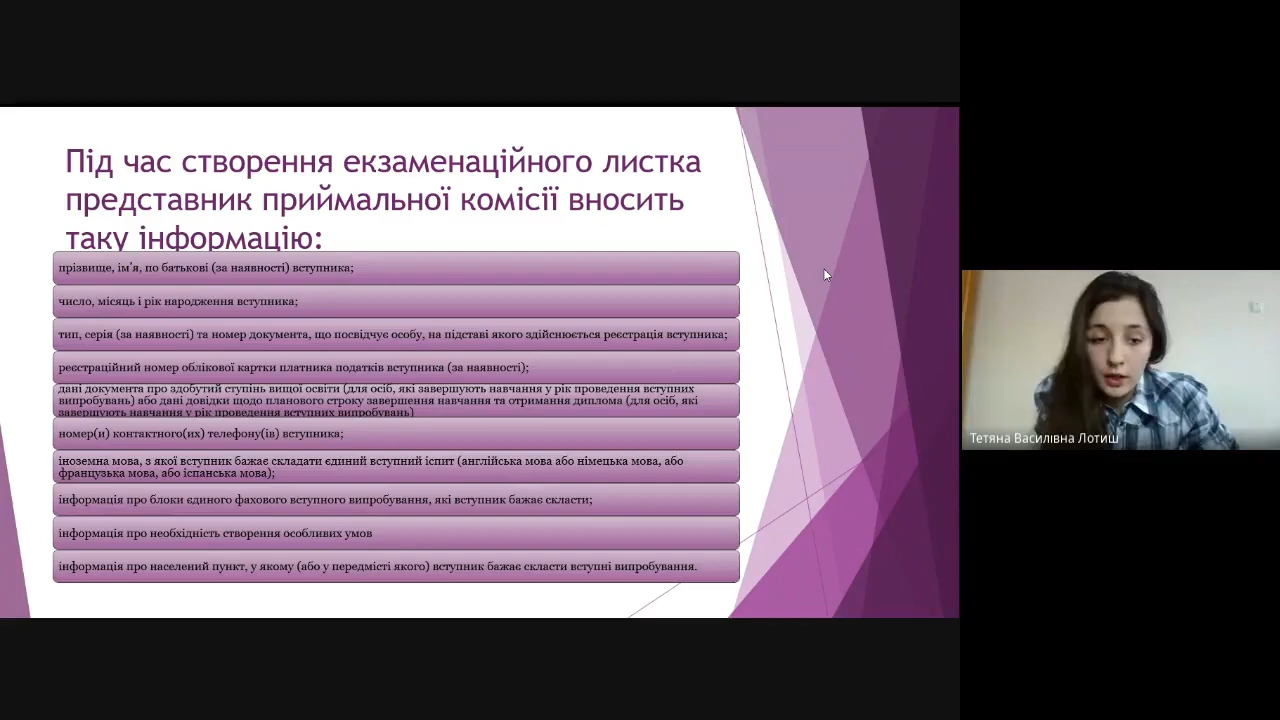 Під час створення екзаменаційного листка
представник приймальної комісії вносить
таку інформацію:
прізвище, ім'я, по батькові (за наявності) вступника;
число, місяць і рік народження вступника;
тип, серія (за наявності) та номер документа, що посвідчує особу, на підставі якого здійснюється реєстрація вступника;
реєстраційний номер облікової картки платника податків вступника (за наявності);
дані документа про здобутий ступінь вищої освіти (для осіб, які завершують навчання у рік проведення вступних
випробувань) або дані довідки щодо планового строку завершення навчання та отримання диплома (для осіб, які
завершують навчання у рік проведення вступних випробувань)
номер(и) контактного(их) телефону(ів) вступника;
іноземна мова, з якої вступник бажає складати єдиний вступний іспит (англійська мова або німецька мова, або
французька мова, або іспанська мова);
інформація про блоки єдиного фахового вступного випробування, які вступник бажає скласти;
інформація про необхідність створення особливих умов
інформація про населений пункт, у якому (або у передмісті якого) вступник бажає скласти вступні випробування.
Тетяна Василівна Лотиш